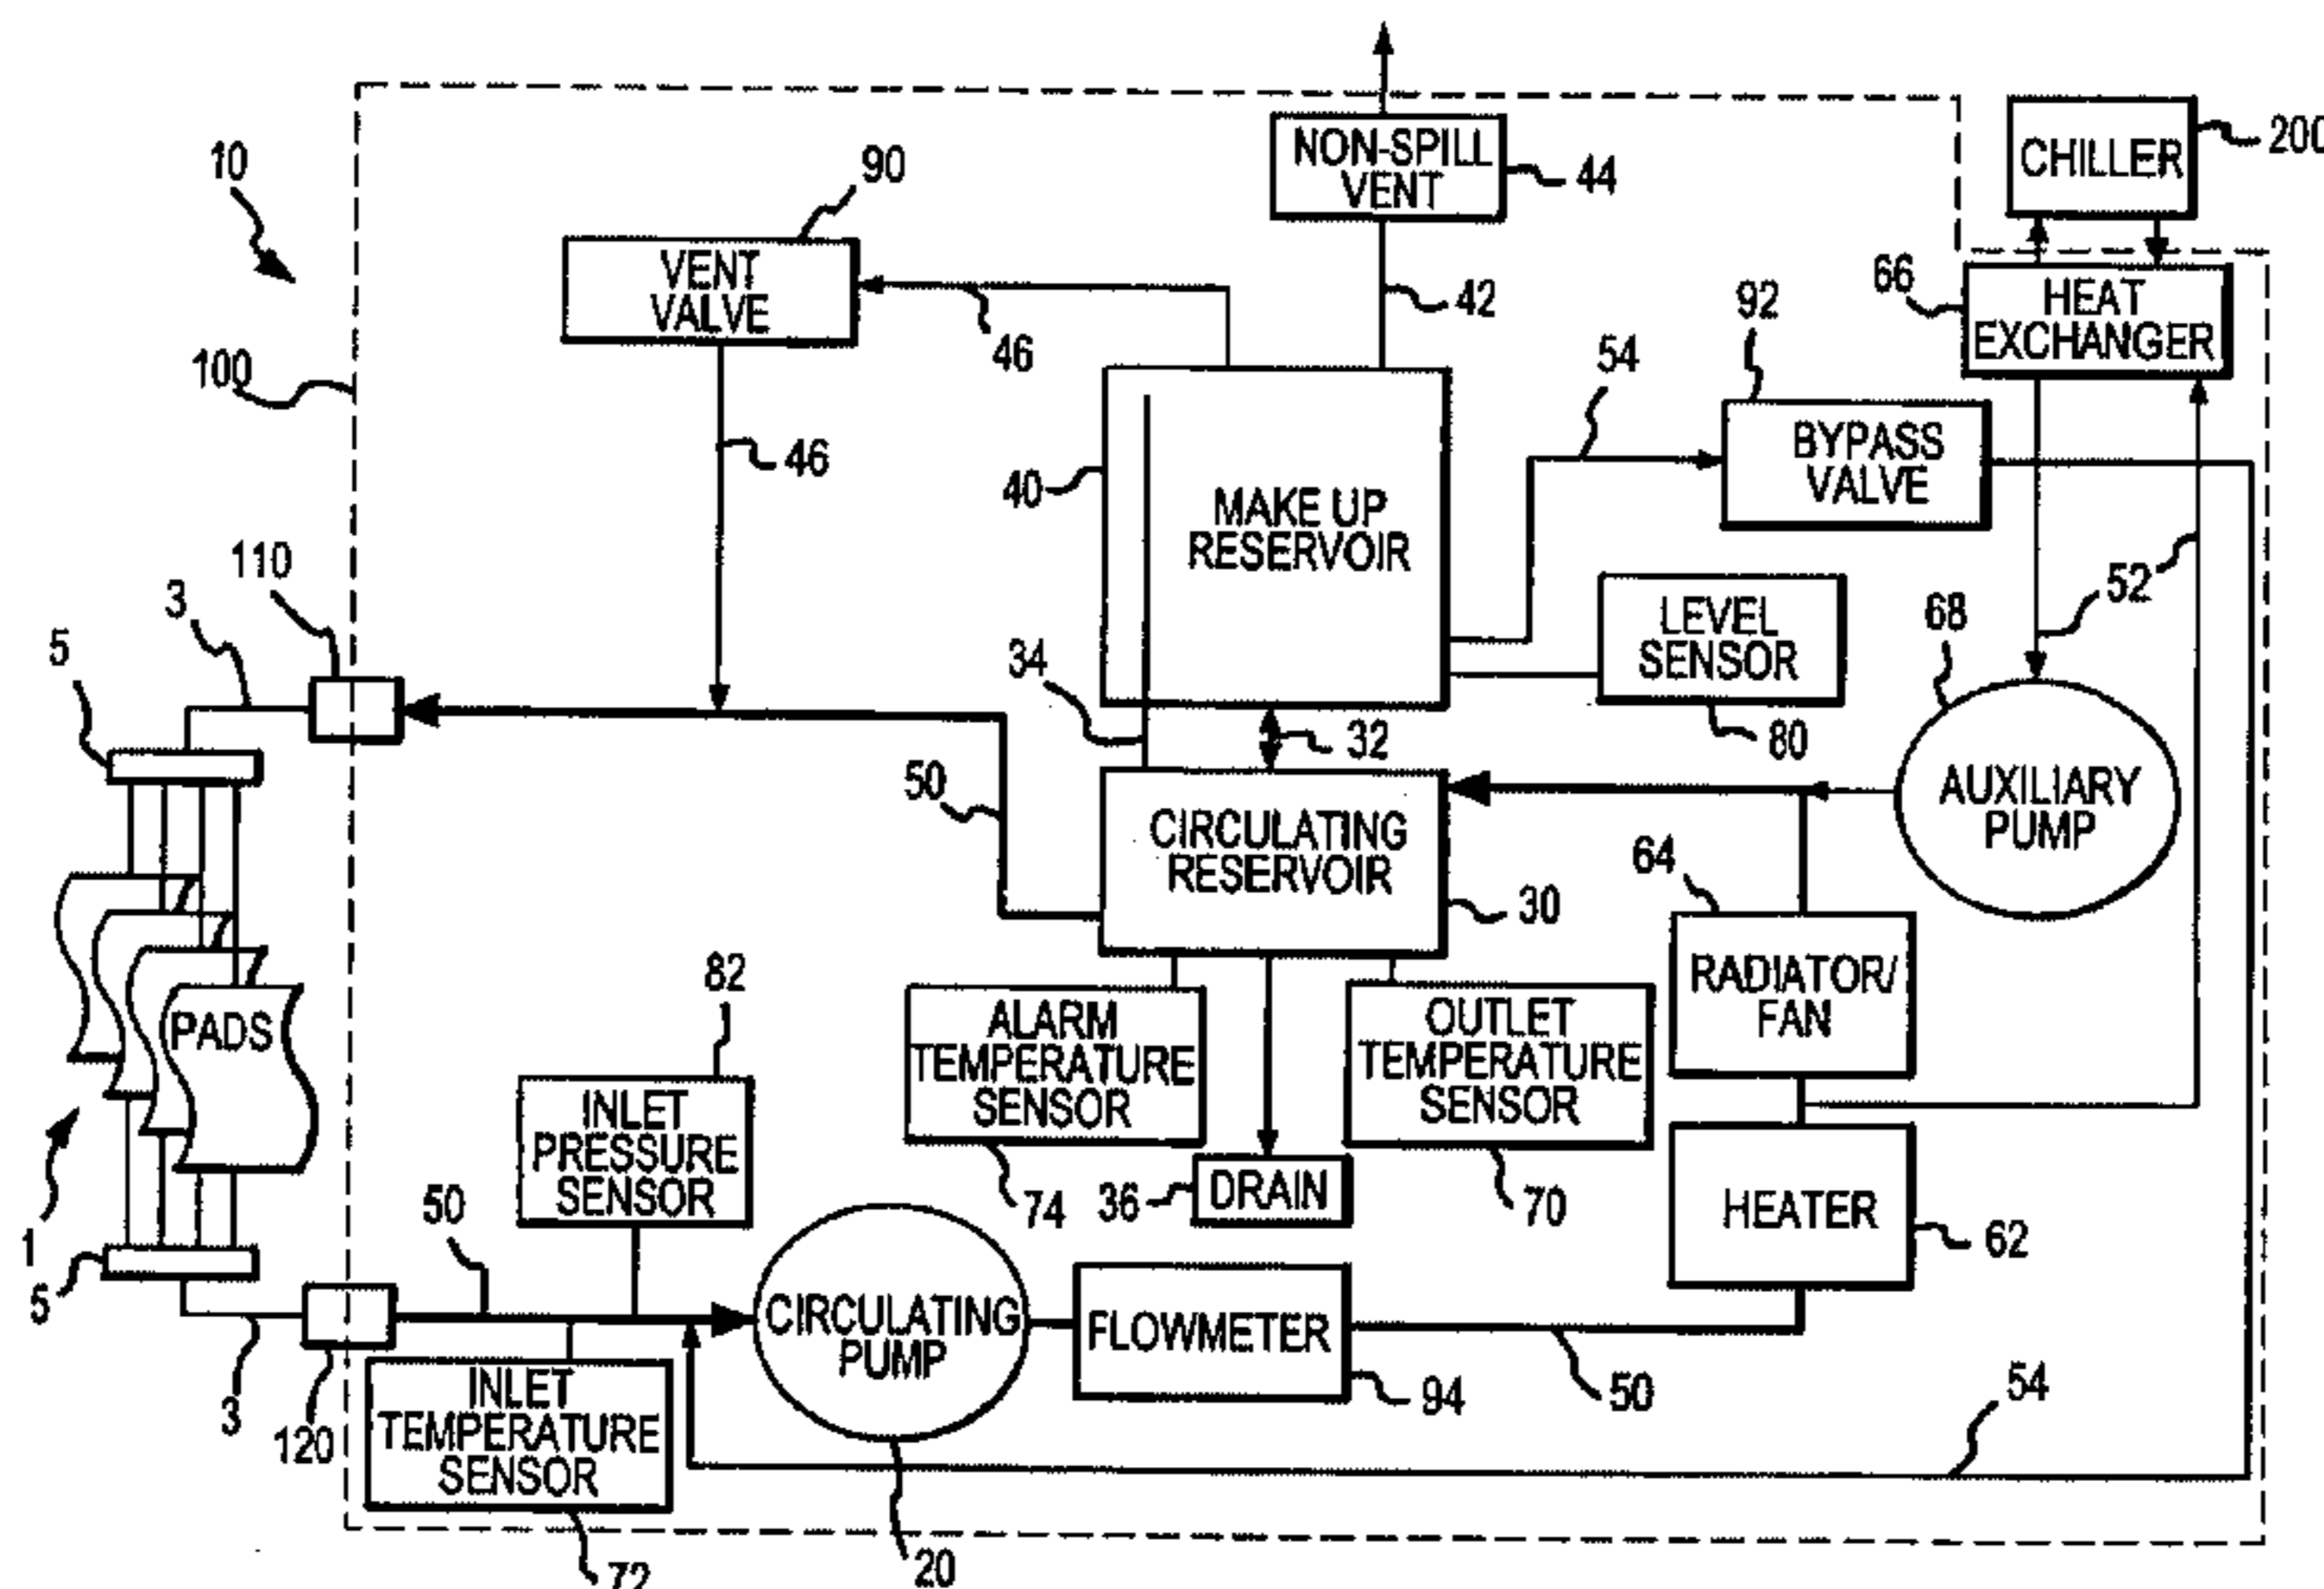 NON-SPILL
VENT
44
CHILLER
200
10
90
VENT
VALVE
46
42
66
HEAT
EXCHANGER
92
54
100
46
40
MAKE UP
RESERVOIR
BYPASS
VALVE
52
110
3
5
34
32
LEVEL
SENSOR
80
68
AUXILIARY
PUMP
50
CIRCULATING
RESERVOIR
30
64
RADIATOR/
FAN
PADS
82
ALARM
TEMPERATURE
SENSOR
74
OUTLET
TEMPERATURE
SENSOR
70
36
DRAIN
INLET
PRESSURE
SENSOR
HEATER
62
1
5
50
3
120
CIRCULATING
PUMP
FLOWMETER
94
50
54
INLET
TEMPERATURE
SENSOR
72
20